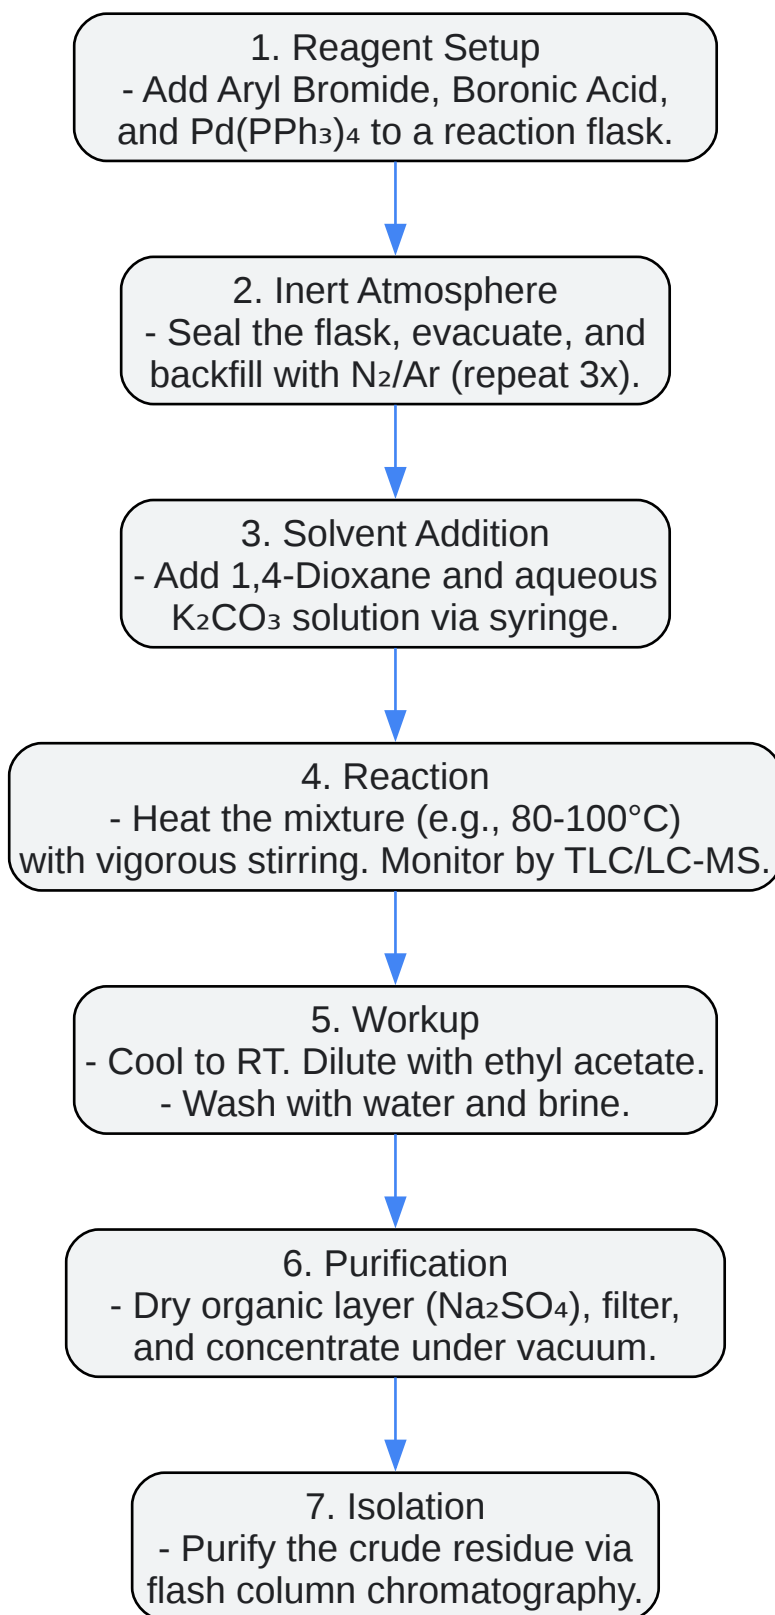 1. Reagent Setup
- Add Aryl Bromide, Boronic Acid,
and Pd(PPh₃)₄ to a reaction flask.
2. Inert Atmosphere
- Seal the flask, evacuate, and
backfill with N₂/Ar (repeat 3x).
3. Solvent Addition
- Add 1,4-Dioxane and aqueous
K₂CO₃ solution via syringe.
4. Reaction
- Heat the mixture (e.g., 80-100°C)
with vigorous stirring. Monitor by TLC/LC-MS.
5. Workup
- Cool to RT. Dilute with ethyl acetate.
- Wash with water and brine.
6. Purification
- Dry organic layer (Na₂SO₄), filter,
and concentrate under vacuum.
7. Isolation
- Purify the crude residue via
flash column chromatography.